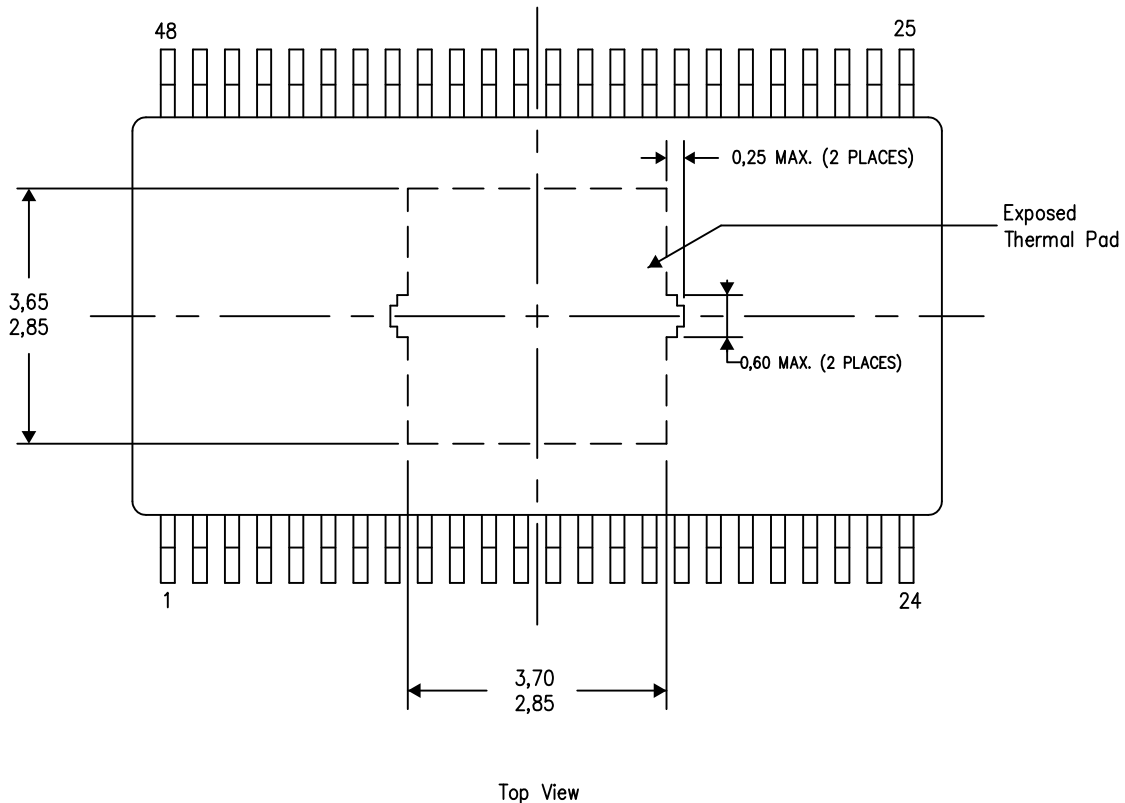 48
25
0,25 MAX. (2 PLACES)
Exposed
Thermal Pad
3,65
2,85
0,60 MAX. (2 PLACES)
1
24
3,70
2,85
Top View